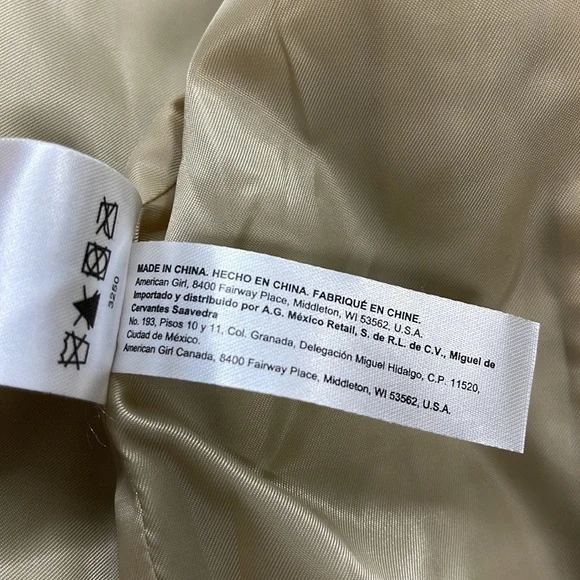 MADE IN CHINA. HECHO EN CHINA. FABRIQUÉ EN CHINE.
American Girl, 8400 Fairway Place, Middleton, WI 53562, U.S.A.
Importado y distribuido por A.G. México Retail, S. de R.L. de C.V., Miguel de
Cervantes Saavedra
No. 193, Pisos 10 y 11, Col. Granada, Delegación Miguel Hidalgo, C.P. 11520,
Ciudad de México.
American Girl Canada, 8400 Fairway Place, Middleton, WI 53562, U.S.A.
3250